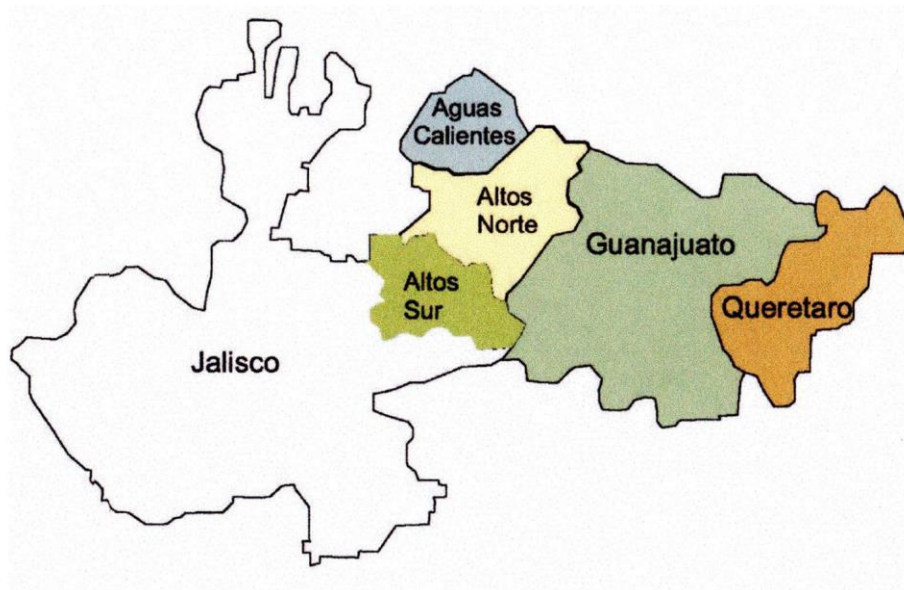 Aguas
Calientes
Altos
Norte
Guanajuato
Altos
Sur
Queretaro
Jalisco